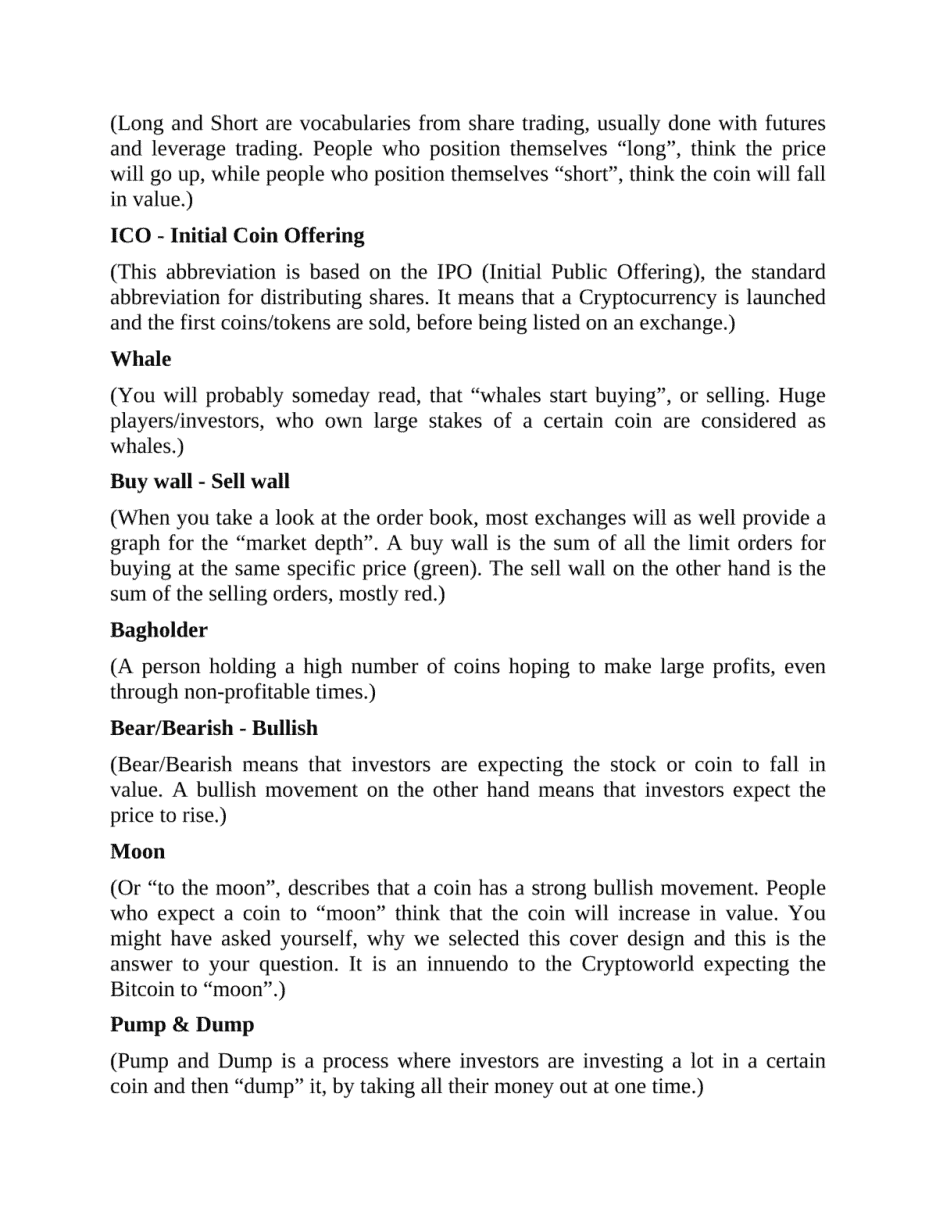 (Long and Short are vocabularies from share trading, usually done with futures
and leverage trading. People who position themselves “long”, think the price
will go up, while people who position themselves “short”, think the coin will fall
in value.)
ICO - Initial Coin Offering
(This abbreviation is based on the IPO (Initial Public Offering), the standard
abbreviation for distributing shares. It means that a Cryptocurrency is launched
and the first coins/tokens are sold, before being listed on an exchange.)
Whale
(You will probably someday read, that “whales start buying”, or selling. Huge
players/investors, who own large stakes of a certain coin are considered as
whales.)
Buy wall - Sell wall
(When you take a look at the order book, most exchanges will as well provide a
graph for the “market depth”. A buy wall is the sum of all the limit orders for
buying at the same specific price (green). The sell wall on the other hand is the
sum of the selling orders, mostly red.)
Bagholder
(A person holding a high number of coins hoping to make large profits, even
through non-profitable times.)
Bear/Bearish - Bullish
(Bear/Bearish means that investors are expecting the stock or coin to fall in
value. A bullish movement on the other hand means that investors expect the
price to rise.)
Moon
(Or “to the moon”, describes that a coin has a strong bullish movement. People
who expect a coin to “moon” think that the coin will increase in value. You
might have asked yourself, why we selected this cover design and this is the
answer to your question. It is an innuendo to the Cryptoworld expecting the
Bitcoin to “moon”.)
Pump & Dump
(Pump and Dump is a process where investors are investing a lot in a certain
coin and then “dump” it, by taking all their money out at one time.)